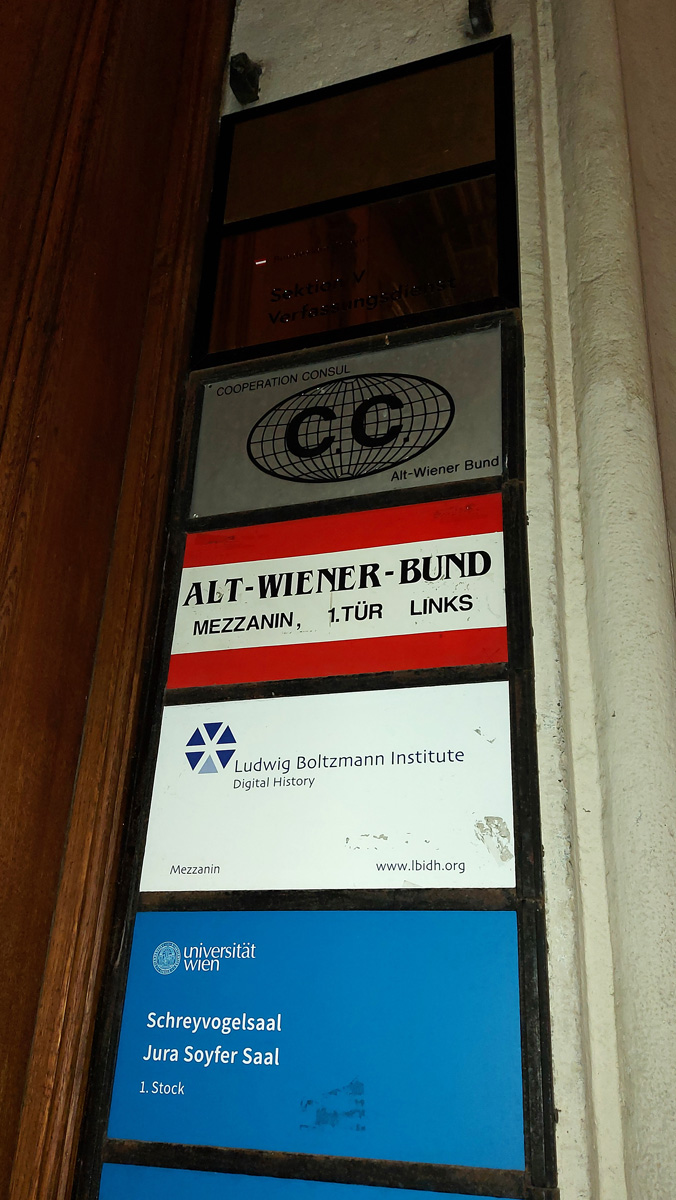 Sektion V
Verfassungsdienst
COOPERATION CONSUL
C.C.
Alt-Wiener Bund
ALT-WIENER-BUND
MEZZANIN, 1.TÜR LINKS
Ludwig Boltzmann Institute
Digital History
Mezzanin www.lbidh.org
universität
wien
Schreyvogelsaal
Jura Soyfer Saal
1. Stock